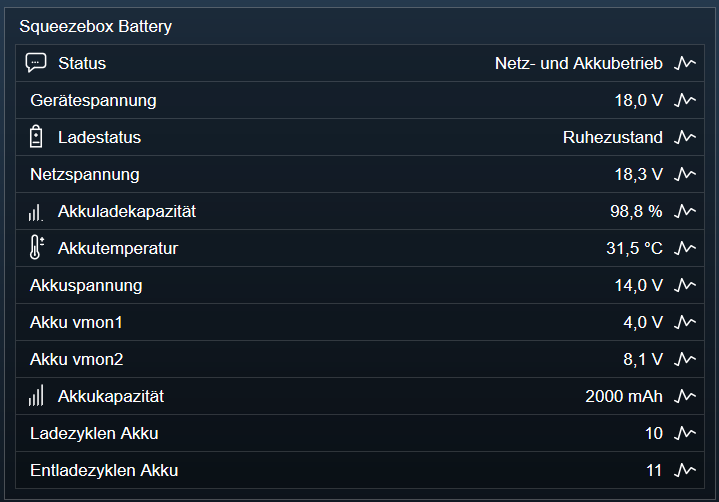 Squeezebox Battery
Status Netz- und Akkubetrieb
Gerätespannung 18,0 V
Ladestatus Ruhezustand
Netzspannung 18,3 V
Akkuladekapazität 98,8 %
Akkutemperatur 31,5 °C
Akkuspannung 14,0 V
Akku vmon1 4,0 V
Akku vmon2 8,1 V
Akkukapazität 2000 mAh
Ladezyklen Akku 10
Entladezyklen Akku 11